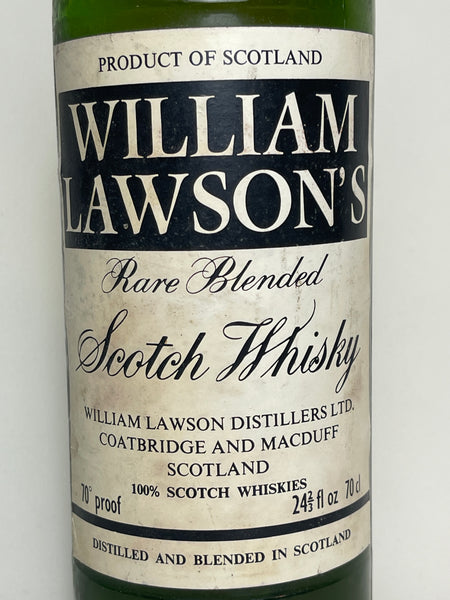 PRODUCT OF SCOTLAND
WILLIAM
LAWSON'S
Rare Blended
Scotch Whisky
WILLIAM LAWSON DISTILLERS LTD.
COATBRIDGE AND MACDUFF
SCOTLAND
100% SCOTCH WHISKIES
70° proof 24⅔ fl oz 70 cl
DISTILLED AND BLENDED IN SCOTLAND